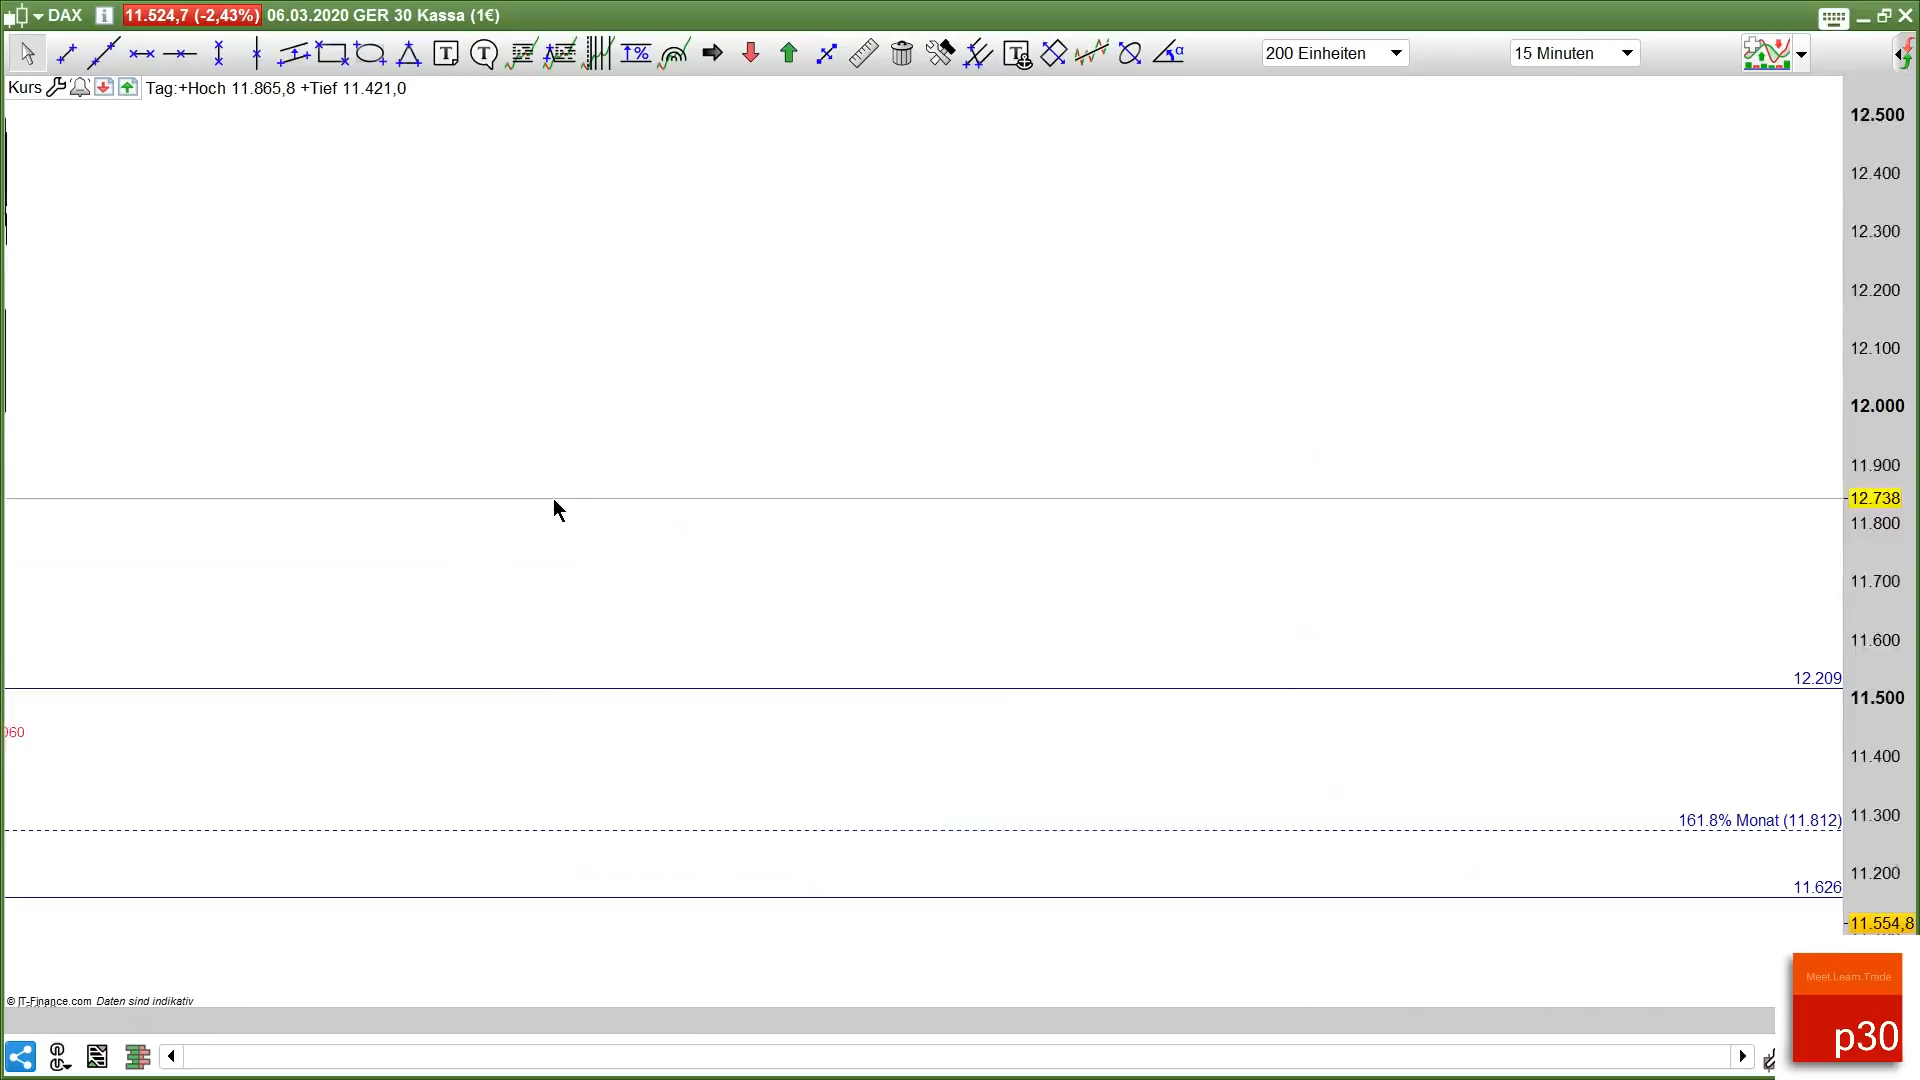 DAX 11.524,7 (-2,43%) 06.03.2020 GER 30 Kassa (1€)
200 Einheiten 15 Minuten
Kurs Tag:+Hoch 11.865,8 +Tief 11.421,0
12.500
12.400
12.300
12.200
12.100
12.000
11.900
12.738
11.800
11.700
11.600
12.209
11.500
960
11.400
161.8% Monat (11.812)
11.300
11.200
11.626
11.554,8
Meet.Learn.Trade
p30
© IT-Finance.com Daten sind indikativ